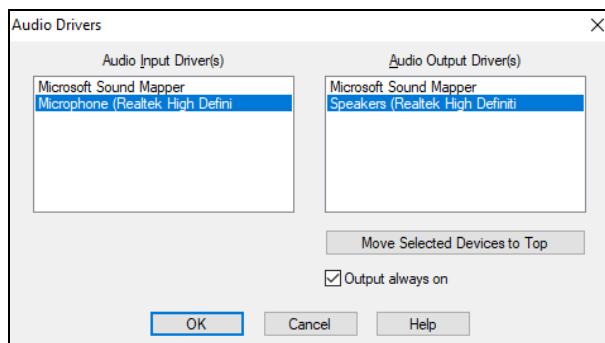 Audio Drivers
Audio Input Driver(s)
Microsoft Sound Mapper
Microphone (Realtek High Defini
Audio Output Driver(s)
Microsoft Sound Mapper
Speakers (Realtek High Definiti
Move Selected Devices to Top
Output always on
OK
Cancel
Help